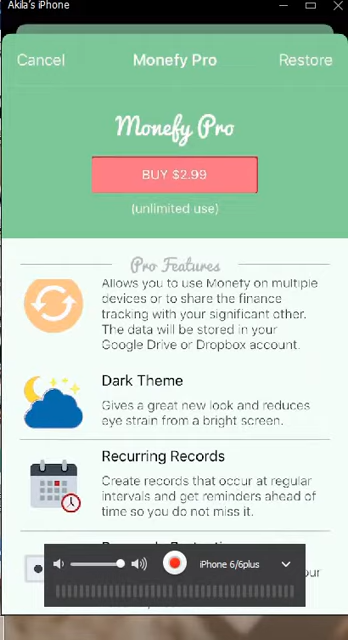 Akila's iPhone
Cancel
Monefy Pro
Restore
Monefy Pro
BUY $2.99
(unlimited use)
Pro Features
Allows you to use Monefy on multiple
devices or to share the finance
tracking with your significant other.
The data will be stored in your
Google Drive or Dropbox account.
Dark Theme
Gives a great new look and reduces
eye strain from a bright screen.
Recurring Records
Create records that occur at regular
intervals and get reminders ahead of
time so you do not miss it.
our
iPhone 6/6plus